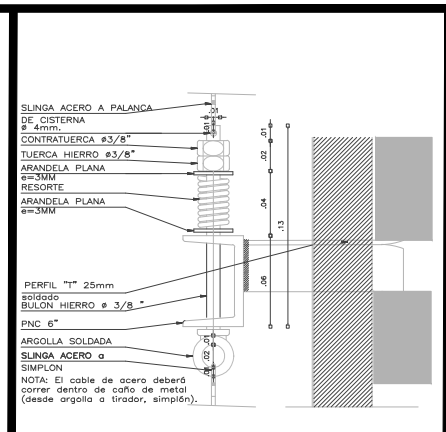 SLINGA ACERO A PALANCA
DE CISTERNA
ø 4mm.
CONTRATUERCA ø3/8"
TUERCA HIERRO ø3/8"
ARANDELA PLANA
e=3MM
RESORTE
ARANDELA PLANA
e=3MM
PERFIL "T" 25mm
soldado
BULON HIERRO ø 3/8 "
PNC 6"
ARGOLLA SOLDADA
SLINGA ACERO a
SIMPLON
NOTA: El cable de acero deberá
correr dentro de caño de metal
(desde argolla a tirador, simplón).
.01
.01
.01
.02
.04
.13
.06
.01
.02